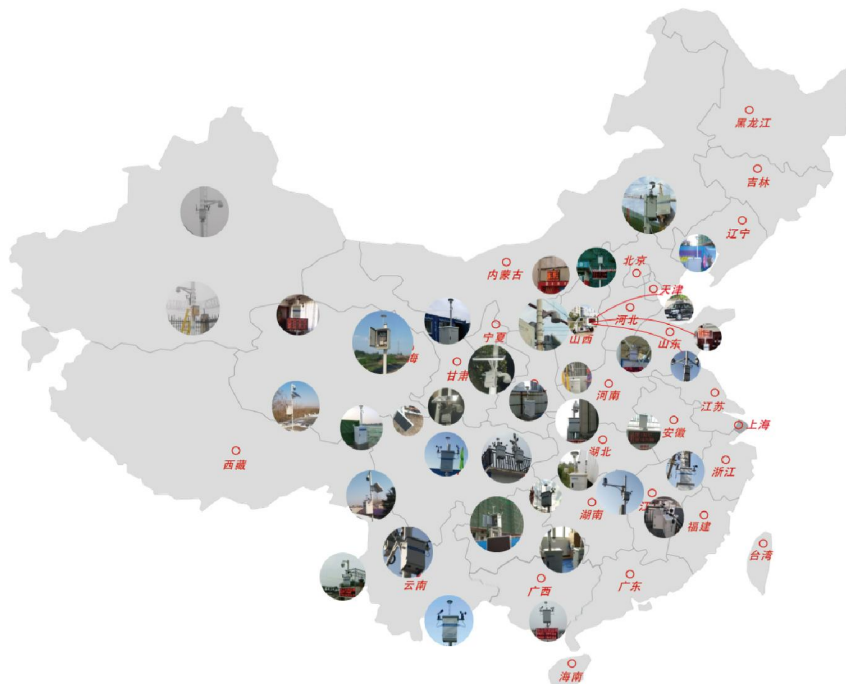 黑龙江
吉林
辽宁
北京
内蒙古
天津
河北
宁夏
山西
山东
海
甘肃
河南
江苏
安徽
上海
湖北
西藏
浙江
湖南
江
福建
台湾
云南
广西
广东
海南